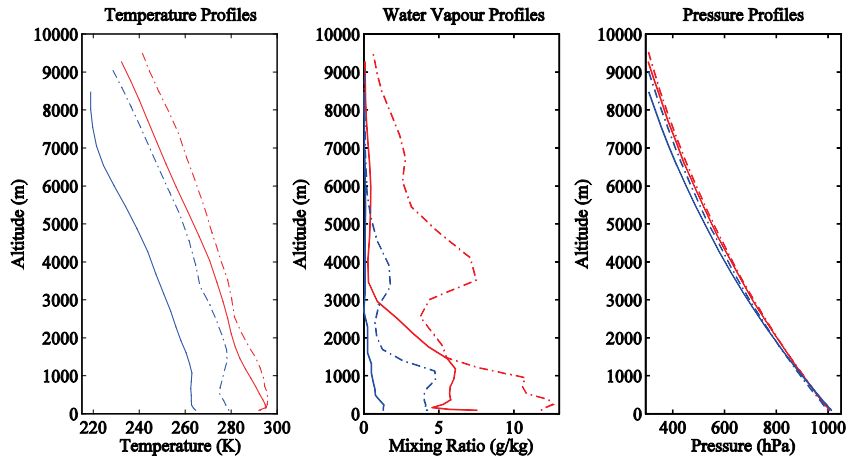 Temperature Profiles
Water Vapour Profiles
Pressure Profiles
10000
9000
8000
7000
6000
5000
4000
3000
2000
1000
0
220 240 260 280 300
Altitude (m)
Temperature (K)
10000
9000
8000
7000
6000
5000
4000
3000
2000
1000
0
0 5 10
Altitude (m)
Mixing Ratio (g/kg)
10000
9000
8000
7000
6000
5000
4000
3000
2000
1000
0
400 600 800 1000
Altitude (m)
Pressure (hPa)